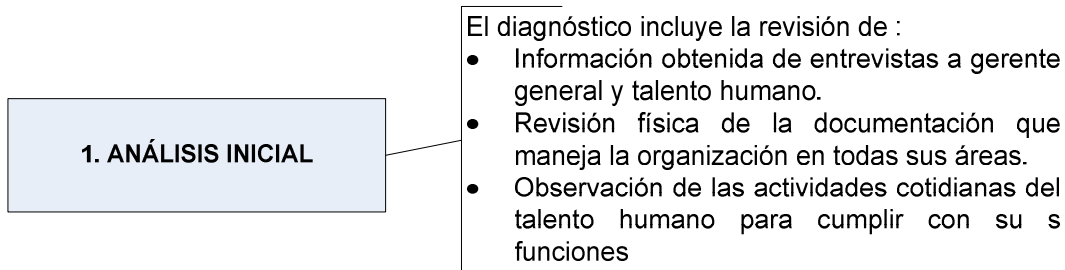 1. ANÁLISIS INICIAL
El diagnóstico incluye la revisión de :
• Información obtenida de entrevistas a gerente
general y talento humano.
• Revisión física de la documentación que
maneja la organización en todas sus áreas.
• Observación de las actividades cotidianas del
talento humano para cumplir con su s
funciones